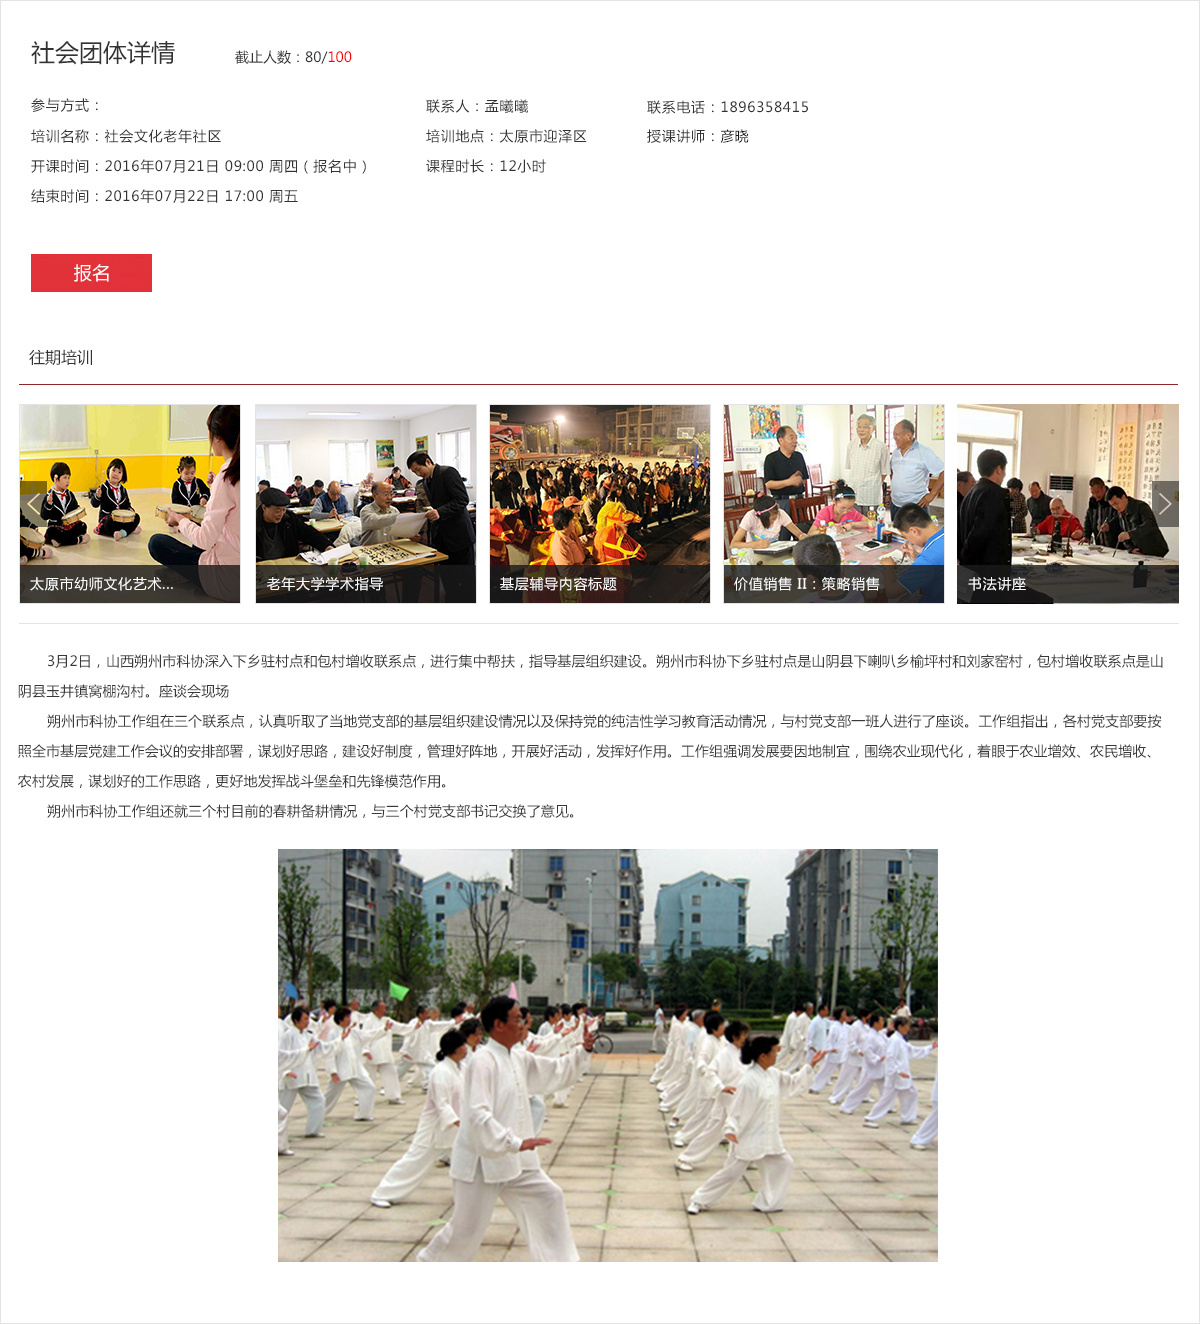 社会团体详情 截止人数：80/100
参与方式： 联系人：孟曦曦 联系电话：1896358415
培训名称：社会文化老年社区 培训地点：太原市迎泽区 授课讲师：彦晓
开课时间：2016年07月21日 09:00 周四（报名中） 课程时长：12小时
结束时间：2016年07月22日 17:00 周五
报名
往期培训
太原市幼师文化艺术... 老年大学学术指导 基层辅导内容标题 价值销售 II：策略销售 书法讲座
3月2日，山西朔州市科协深入下乡驻村点和包村增收联系点，进行集中帮扶，指导基层组织建设。朔州市科协下乡驻村点是山阴县下喇叭乡榆坪村和刘家窑村，包村增收联系点是山
阴县玉井镇窝棚沟村。座谈会现场
朔州市科协工作组在三个联系点，认真听取了当地党支部的基层组织建设情况以及保持党的纯洁性学习教育活动情况，与村党支部一班人进行了座谈。工作组指出，各村党支部要按
照全市基层党建工作会议的安排部署，谋划好思路，建设好制度，管理好阵地，开展好活动，发挥好作用。工作组强调发展要因地制宜，围绕农业现代化，着眼于农业增效、农民增收、
农村发展，谋划好的工作思路，更好地发挥战斗堡垒和先锋模范作用。
朔州市科协工作组还就三个村目前的春耕备耕情况，与三个村党支部书记交换了意见。